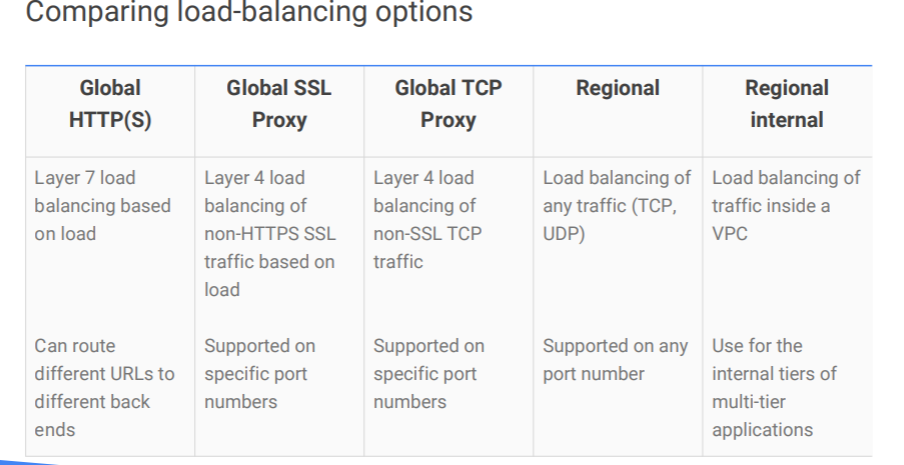 Comparing load-balancing options
Global
HTTP(S)
Global SSL
Proxy
Global TCP
Proxy
Regional
Regional
internal
Layer 7 load
balancing based
on load
Layer 4 load
balancing of
non-HTTPS SSL
traffic based on
load
Layer 4 load
balancing of
non-SSL TCP
traffic
Load balancing of
any traffic (TCP,
UDP)
Load balancing of
traffic inside a
VPC
Can route
different URLs to
different back
ends
Supported on
specific port
numbers
Supported on
specific port
numbers
Supported on any
port number
Use for the
internal tiers of
multi-tier
applications